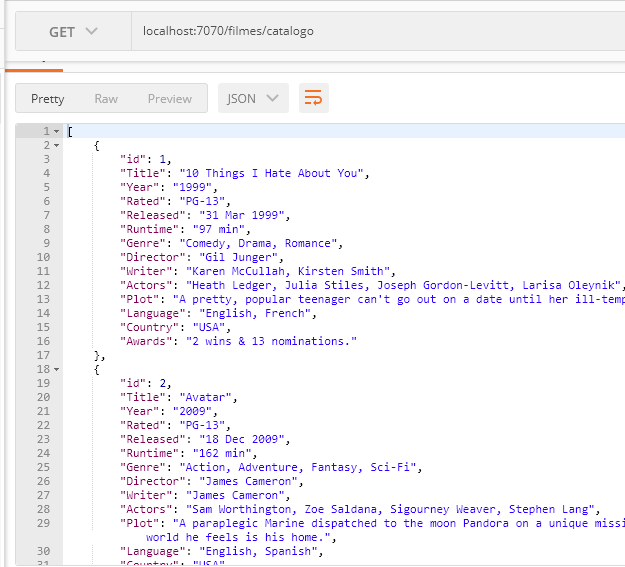 GET localhost:7070/filmes/catalogo
Pretty Raw Preview JSON
1 [
2 {
3 "id": 1,
4 "Title": "10 Things I Hate About You",
5 "Year": "1999",
6 "Rated": "PG-13",
7 "Released": "31 Mar 1999",
8 "Runtime": "97 min",
9 "Genre": "Comedy, Drama, Romance",
10 "Director": "Gil Junger",
11 "Writer": "Karen McCullah, Kirsten Smith",
12 "Actors": "Heath Ledger, Julia Stiles, Joseph Gordon-Levitt, Larisa Oleynik",
13 "Plot": "A pretty, popular teenager can't go out on a date until her ill-temp
14 "Language": "English, French",
15 "Country": "USA",
16 "Awards": "2 wins & 13 nominations."
17 },
18 {
19 "id": 2,
20 "Title": "Avatar",
21 "Year": "2009",
22 "Rated": "PG-13",
23 "Released": "18 Dec 2009",
24 "Runtime": "162 min",
25 "Genre": "Action, Adventure, Fantasy, Sci-Fi",
26 "Director": "James Cameron",
27 "Writer": "James Cameron",
28 "Actors": "Sam Worthington, Zoe Saldana, Sigourney Weaver, Stephen Lang",
29 "Plot": "A paraplegic Marine dispatched to the moon Pandora on a unique missi
world he feels is his home.",
30 "Language": "English, Spanish",
31 "Country": "USA"